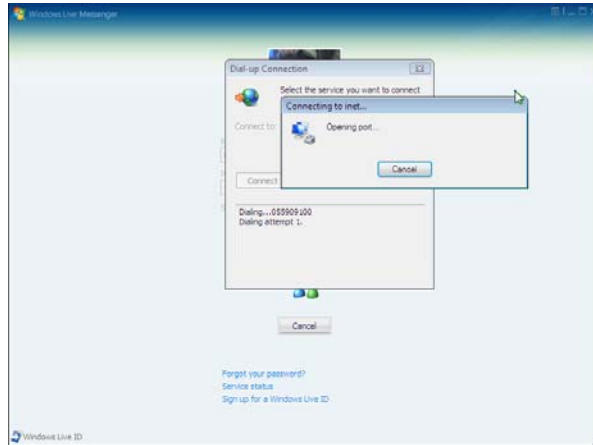 Windows Live Messenger
Dial-up Connection
Select the service you want to connect
Connecting to inet...
Connect to:
Opening port...
Cancel
Connect
Dialing...055909100
Dialing attempt 1.
Cancel
Forgot your password?
Service status
Sign up for a Windows Live ID
Windows Live ID